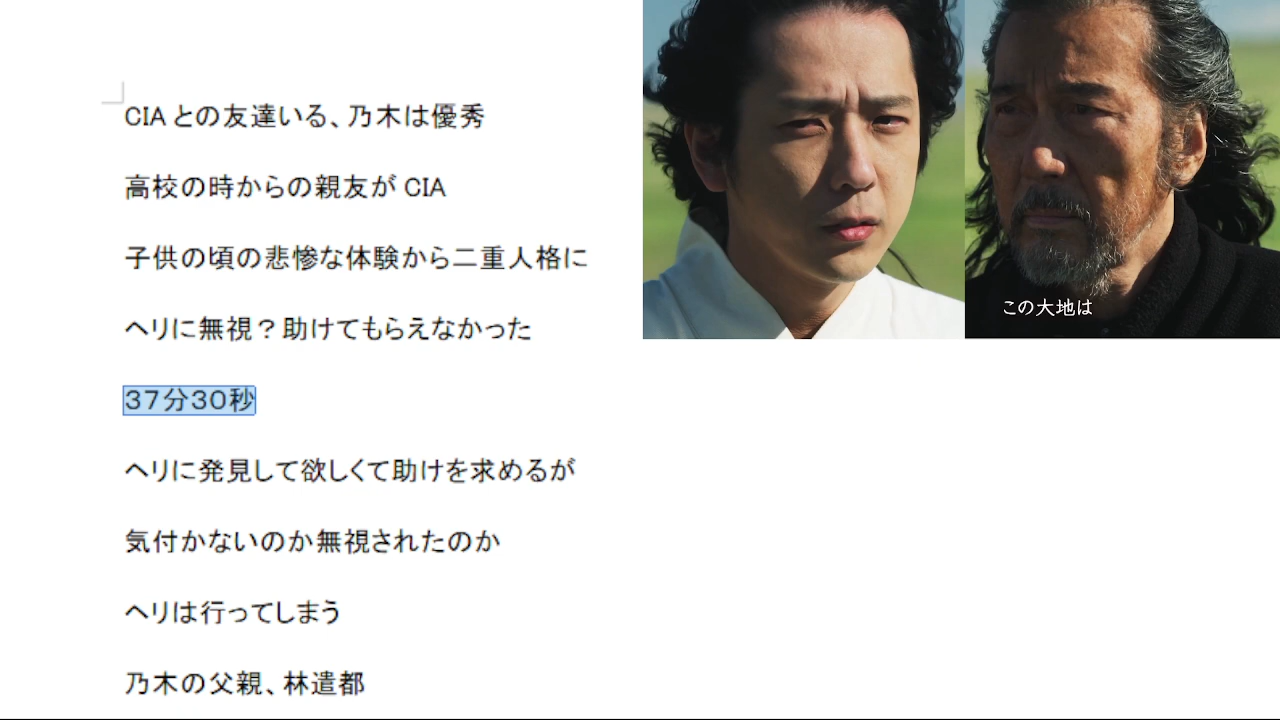 CIAとの友達いる、乃木は優秀
高校の時からの親友がCIA
子供の頃の悲惨な体験から二重人格に
ヘリに無視？助けてもらえなかった
37分30秒
ヘリに発見して欲しくて助けを求めるが
気付かないのか無視されたのか
ヘリは行ってしまう
乃木の父親、林遣都
この大地は